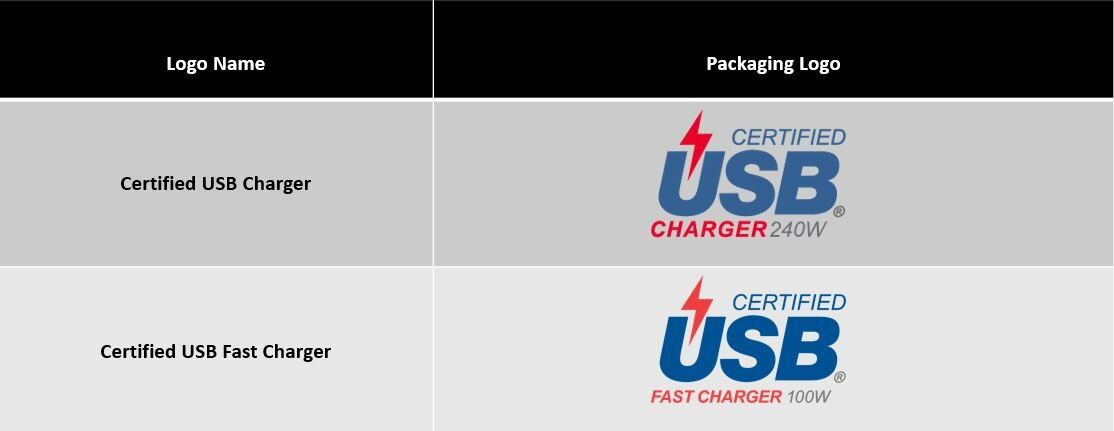 Logo Name
Packaging Logo
Certified USB Charger
CERTIFIED
USB®
CHARGER 240W
Certified USB Fast Charger
CERTIFIED
USB®
FAST CHARGER 100W